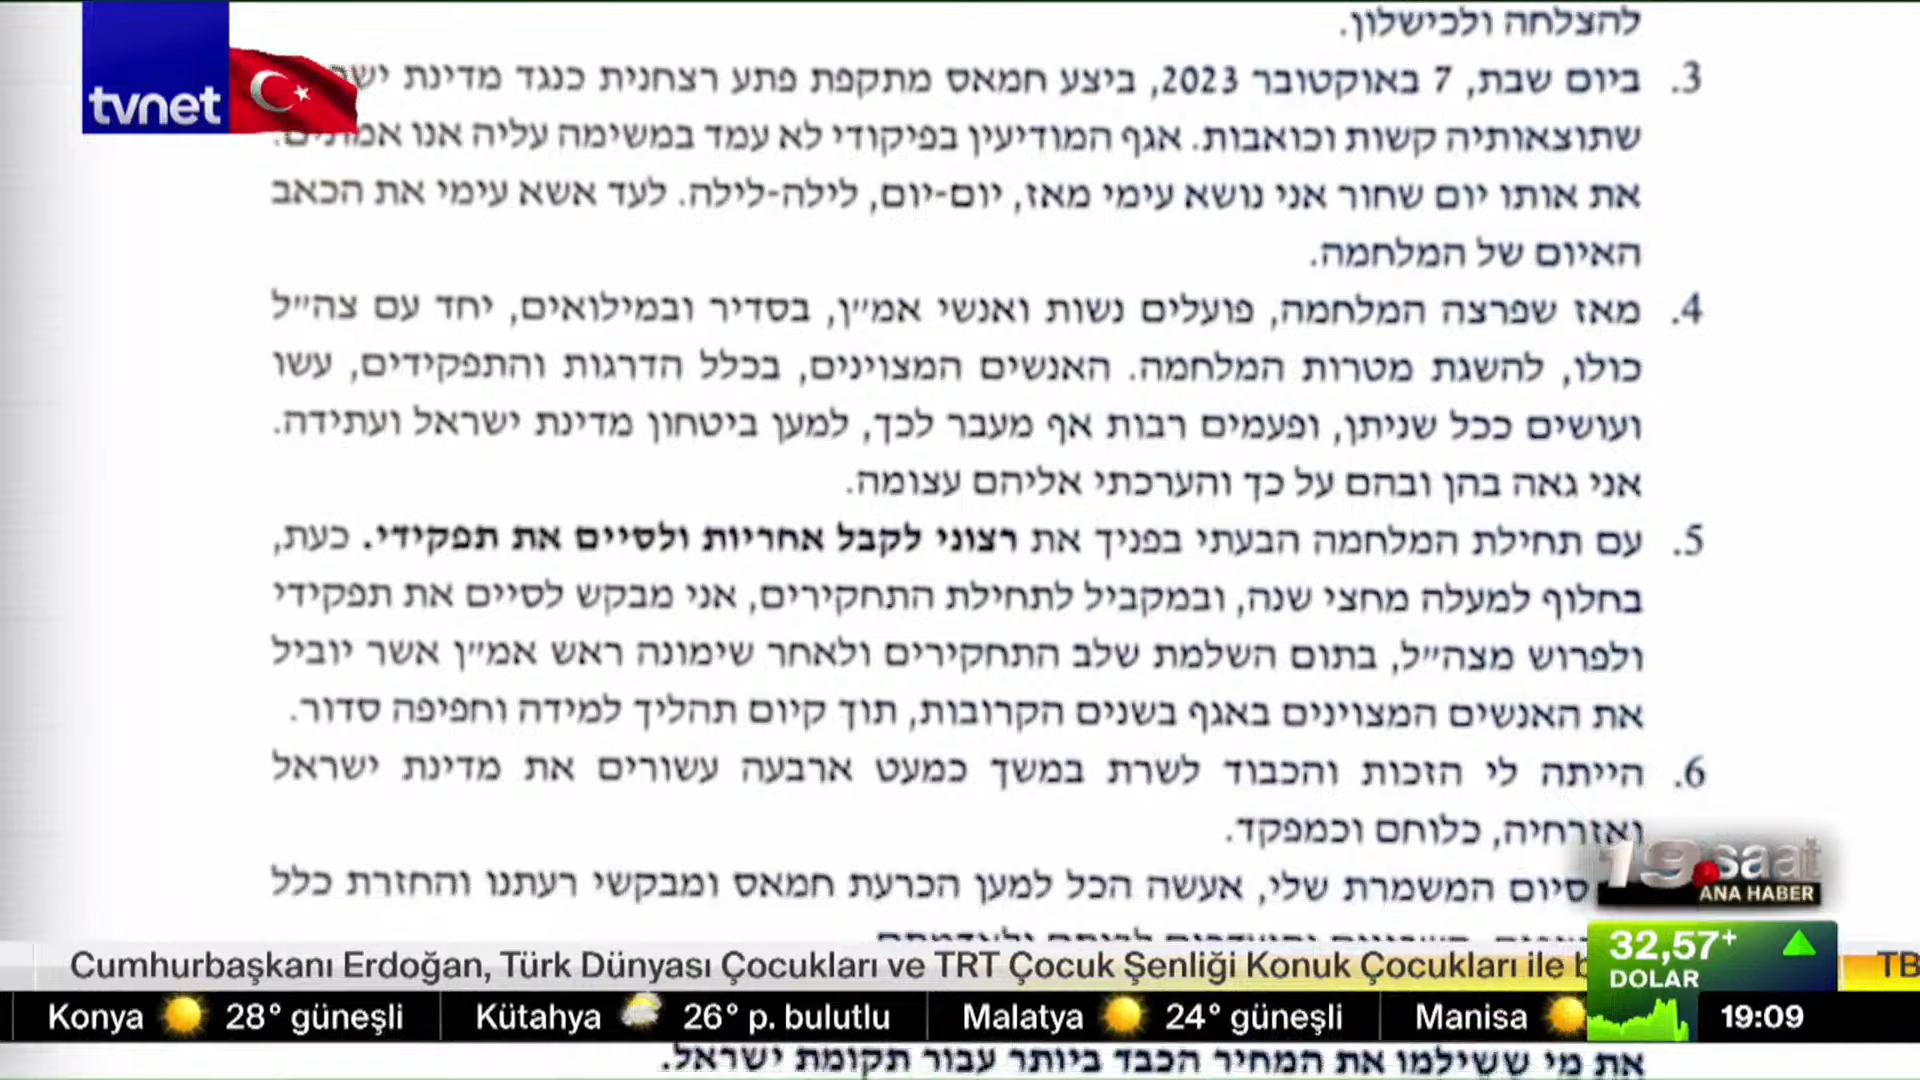 tvnet
להצלחה ולכישלון.
3. ביום שבת, 7 באוקטובר 2023, ביצע חמאס מתקפת פתע רצחנית כנגד מדינת
שתוצאותיה קשות וכואבות. אגף המודיעין בפיקודי לא עמד במשימה עליה אנו אמונים.
את אותו יום שחור אני נושא עימי מאז, יום-יום, לילה-לילה. לעד אשא עימי את הכאב
האיום של המלחמה.
4. מאז שפרצה המלחמה, פועלים נשות ואנשי אמ״ן, בסדיר ובמילואים, יחד עם צה״ל
כולו, להשגת מטרות המלחמה. האנשים המצוינים, בכלל הדרגות והתפקידים, עשו
ועושים ככל שניתן, ופעמים רבות אף מעבר לכך, למען ביטחון מדינת ישראל ועתידה.
אני גאה בהן ובהם על כך והערכתי אליהם עצומה.
5. עם תחילת המלחמה הבעתי בפניך את רצוני לקבל אחריות ולסיים את תפקידי. כעת,
בחלוף למעלה מחצי שנה, ובמקביל לתחילת התחקירים, אני מבקש לסיים את תפקידי
ולפרוש מצה״ל, בתום השלמת שלב התחקירים ולאחר שימונה ראש אמ״ן אשר יוביל
את האנשים המצוינים באגף בשנים הקרובות, תוך קיום תהליך למידה וחפיפה סדור.
6. הייתה לי הזכות והכבוד לשרת במשך כמעט ארבעה עשורים את מדינת ישראל
ואזרחיה, כלוחם וכמפקד.
סיום המשמרת שלי, אעשה הכל למען הכרעת חמאס ומבקשי רעתנו והחזרת כלל
19.saat
ANA HABER
Cumhurbaşkanı Erdoğan, Türk Dünyası Çocukları ve TRT Çocuk Şenliği Konuk Çocukları ile b
TB
32,57+
DOLAR
Konya 28° güneşli Kütahya 26° p. bulutlu Malatya 24° güneşli Manisa
19:09
את מי ששילמו את המחיר הכבד ביותר עבור תקומת ישראל.